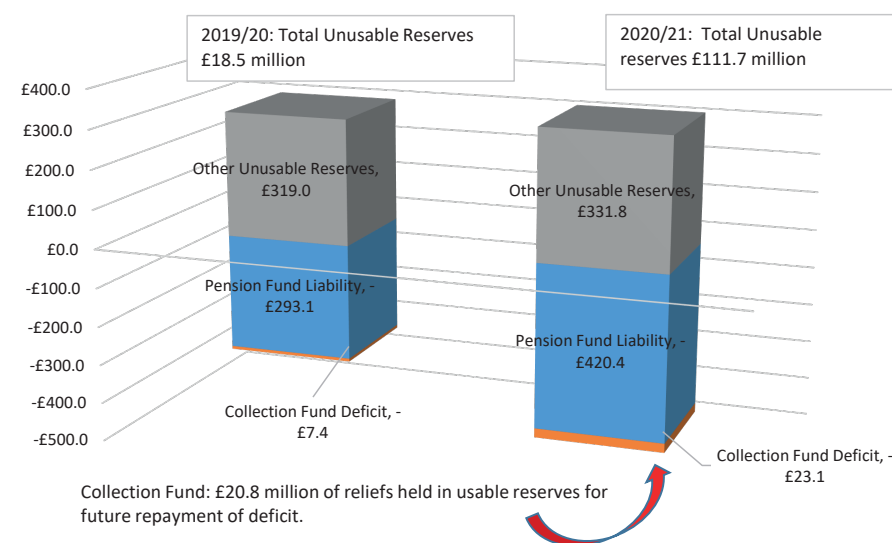 2019/20: Total Unusable Reserves
£18.5 million
2020/21:  Total Unusable
reserves £111.7 million
£400.0
£300.0
£200.0
£100.0
£0.0
-£100.0
-£200.0
-£300.0
-£400.0
-£500.0
Other Unusable Reserves,
£319.0
Pension Fund Liability, -
£293.1
Collection Fund Deficit, -
£7.4
Other Unusable Reserves,
£331.8
Pension Fund Liability, -
£420.4
Collection Fund Deficit, -
£23.1
Collection Fund: £20.8 million of reliefs held in usable reserves for
future repayment of deficit.